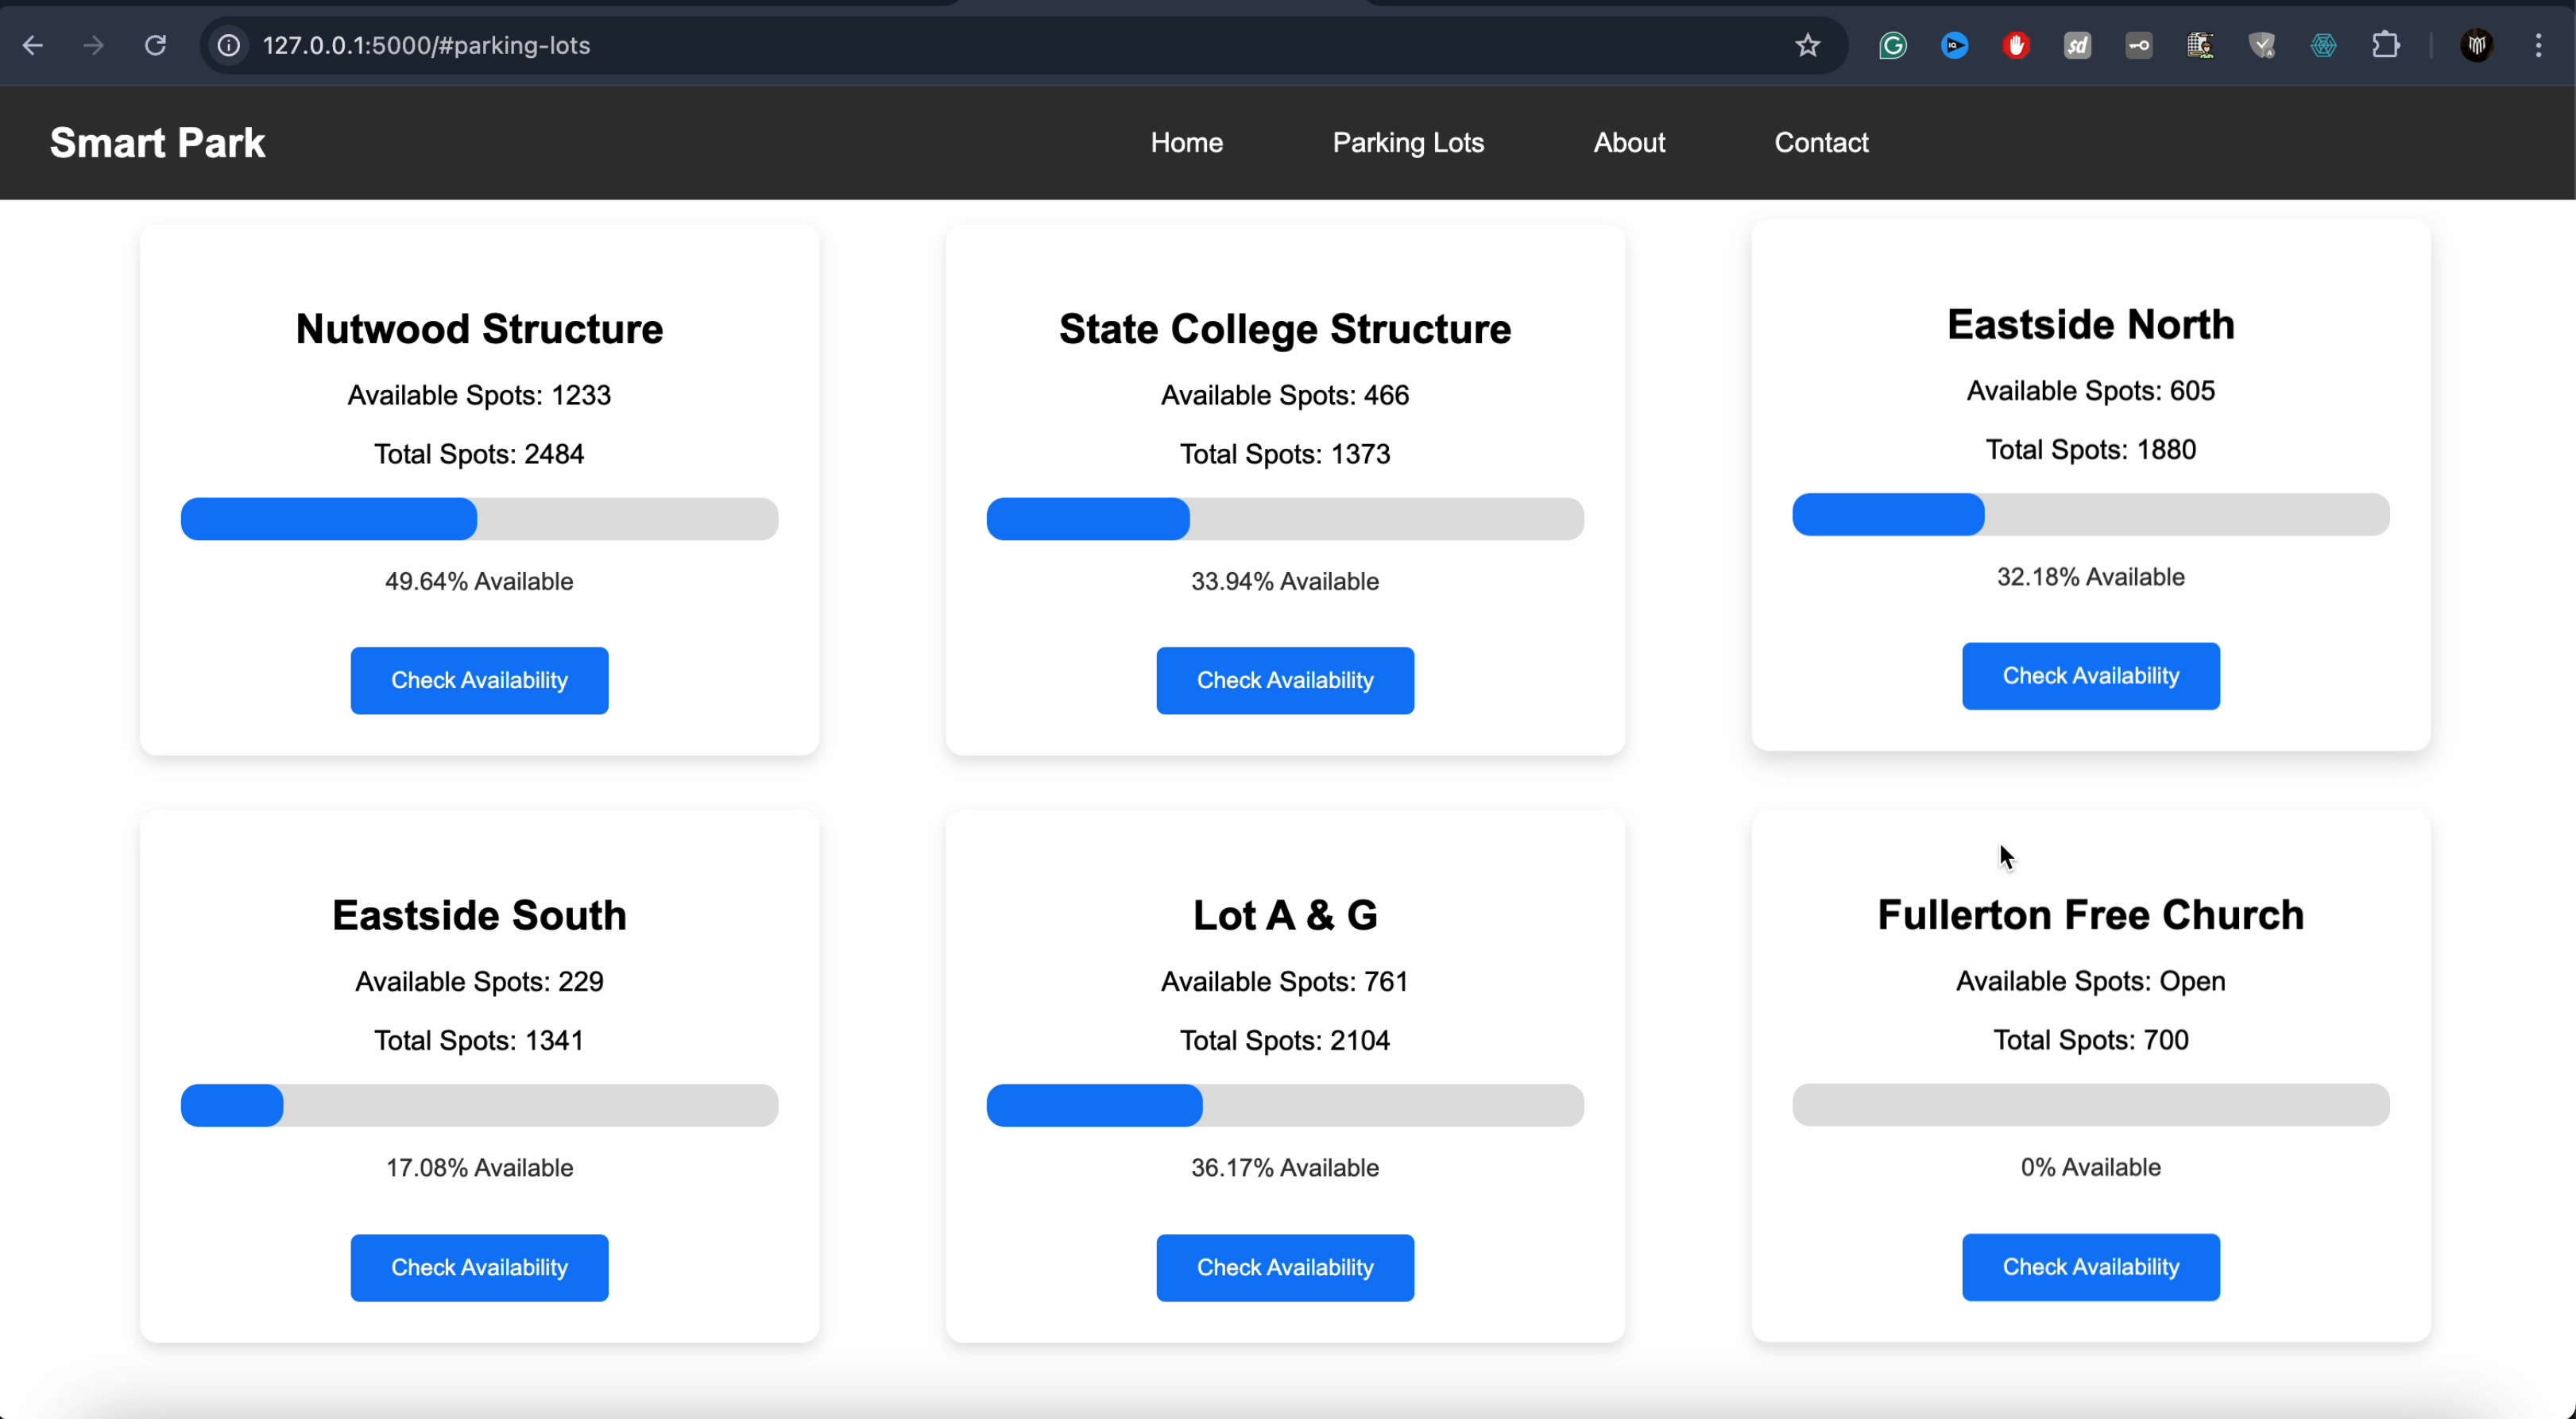 127.0.0.1:5000/#parking-lots
Smart Park
Home
Parking Lots
About
Contact
Nutwood Structure
Available Spots: 1233
Total Spots: 2484
49.64% Available
Check Availability
State College Structure
Available Spots: 466
Total Spots: 1373
33.94% Available
Check Availability
Eastside North
Available Spots: 605
Total Spots: 1880
32.18% Available
Check Availability
Eastside South
Available Spots: 229
Total Spots: 1341
17.08% Available
Check Availability
Lot A & G
Available Spots: 761
Total Spots: 2104
36.17% Available
Check Availability
Fullerton Free Church
Available Spots: Open
Total Spots: 700
0% Available
Check Availability